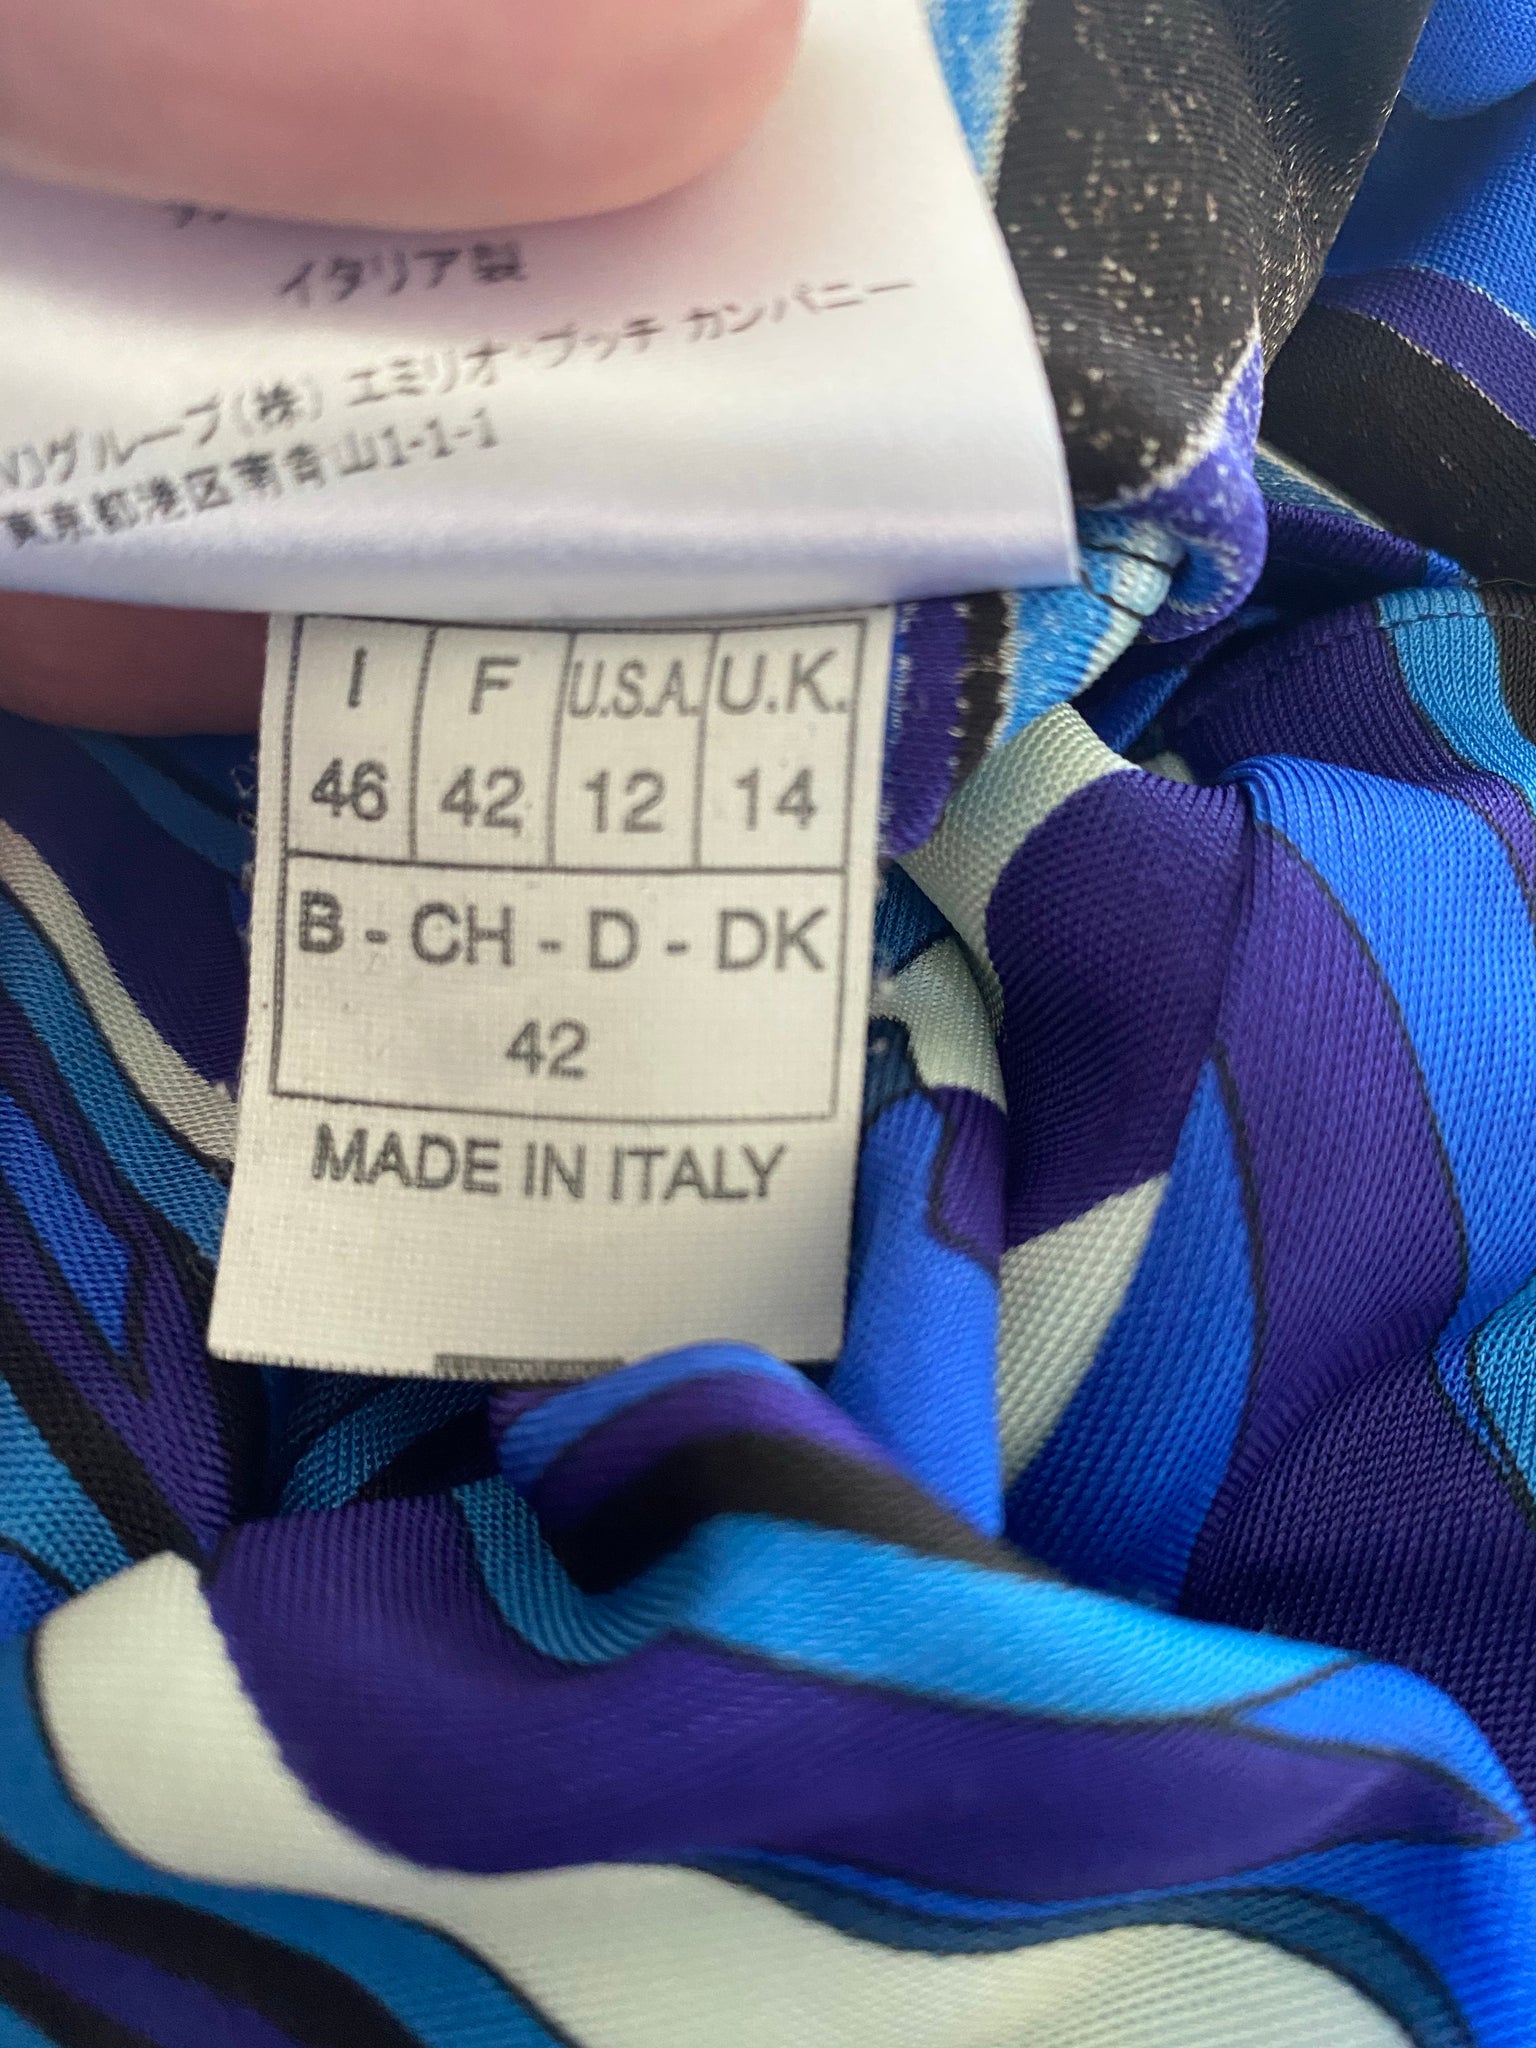 イタリア製
グループ(株) エミリオ・プッチ カンパニー
東京都港区南青山1-1-1
I F U.S.A. U.K.
46 42 12 14
B - CH - D - DK
42
MADE IN ITALY